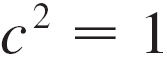 c² = 1